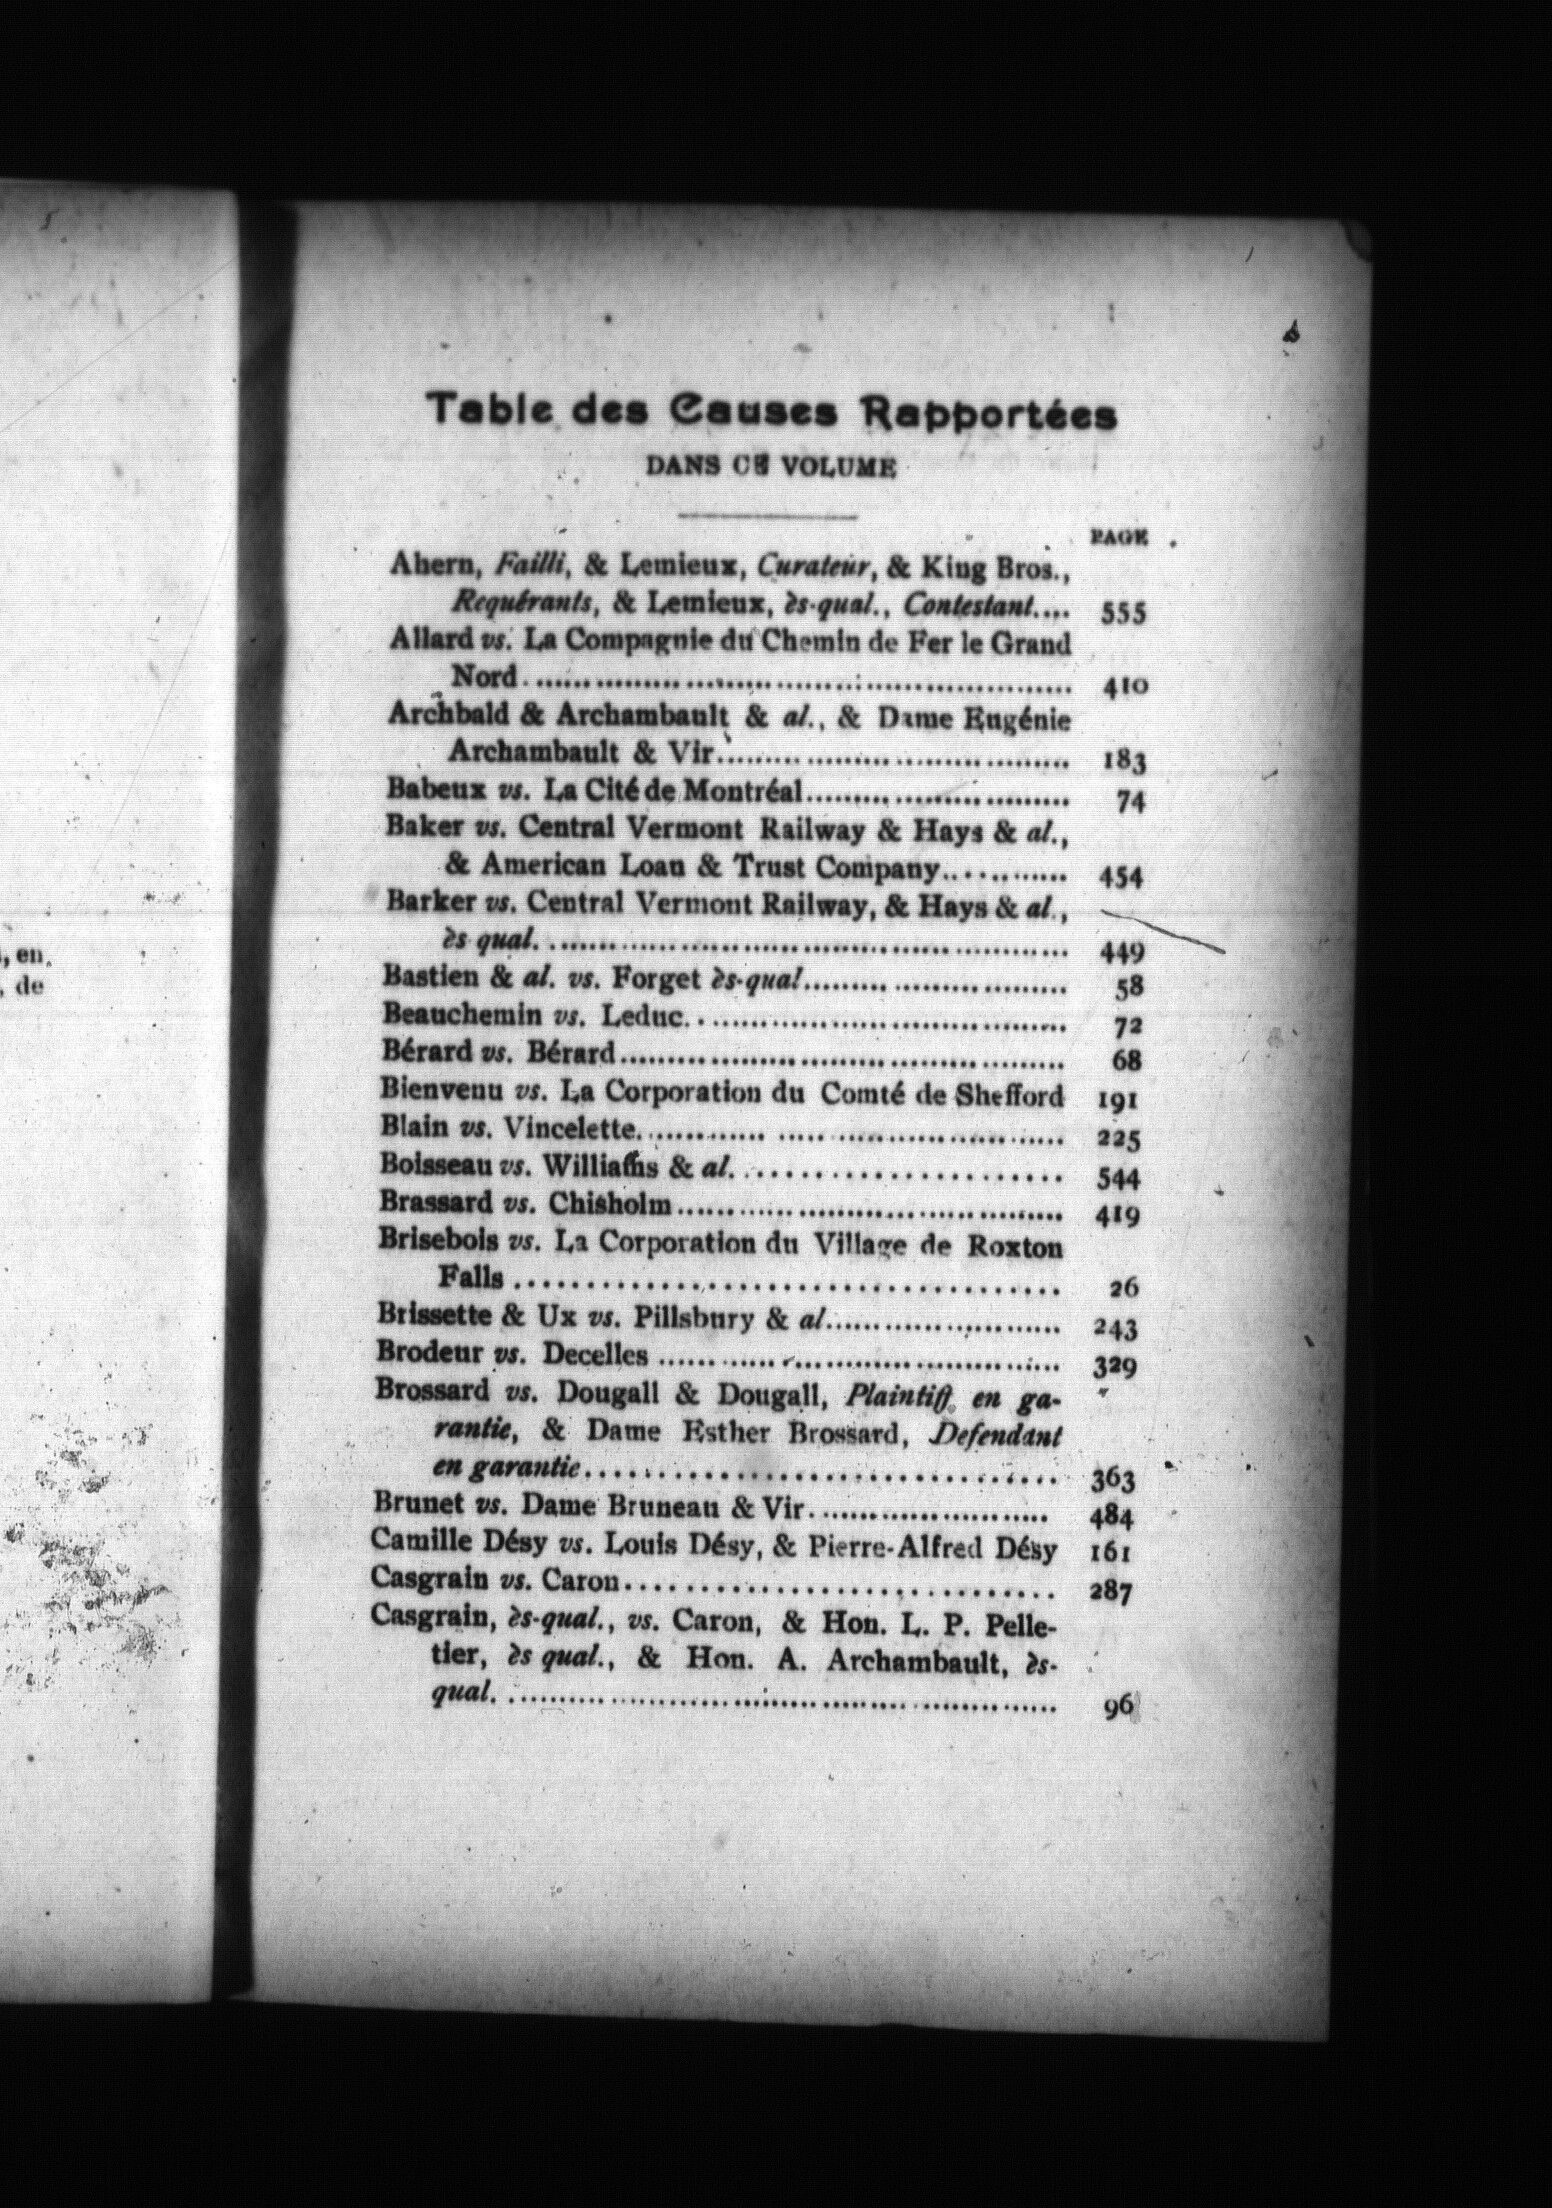 , en
, de
Table des Causes Rapportées
DANS CE VOLUME
PAGE
Ahern, Failli, & Lemieux, Curateur, & King Bros.,
Requérants, & Lemieux, ès-qual., Contestant.... 555
Allard vs. La Compagnie du Chemin de Fer le Grand
Nord ........................................ 410
Archbald & Archambault & al., & Dame Eugénie
Archambault & Vir........................... 183
Babeux vs. La Cité de Montréal.................... 74
Baker vs. Central Vermont Railway & Hays & al.,
& American Loan & Trust Company........... 454
Barker vs. Central Vermont Railway, & Hays & al.,
ès qual....................................... 449
Bastien & al. vs. Forget ès-qual.................... 58
Beauchemin vs. Leduc............................ 72
Bérard vs. Bérard................................ 68
Bienvenu vs. La Corporation du Comté de Shefford 191
Blain vs. Vincelette............................... 225
Boisseau vs. Williams & al......................... 544
Brassard vs. Chisholm............................ 419
Brisebois vs. La Corporation du Village de Roxton
Falls ........................................ 26
Brissette & Ux vs. Pillsbury & al.................... 243
Brodeur vs. Decelles .............................. 329
Brossard vs. Dougall & Dougall, Plaintiff en ga-
rantie, & Dame Esther Brossard, Defendant
en garantie.................................. 363
Brunet vs. Dame Bruneau & Vir..................... 484
Camille Désy vs. Louis Désy, & Pierre-Alfred Désy 161
Casgrain vs. Caron................................ 287
Casgrain, ès-qual., vs. Caron, & Hon. L. P. Pelle-
tier, ès qual., & Hon. A. Archambault, ès-
qual......................................... 96